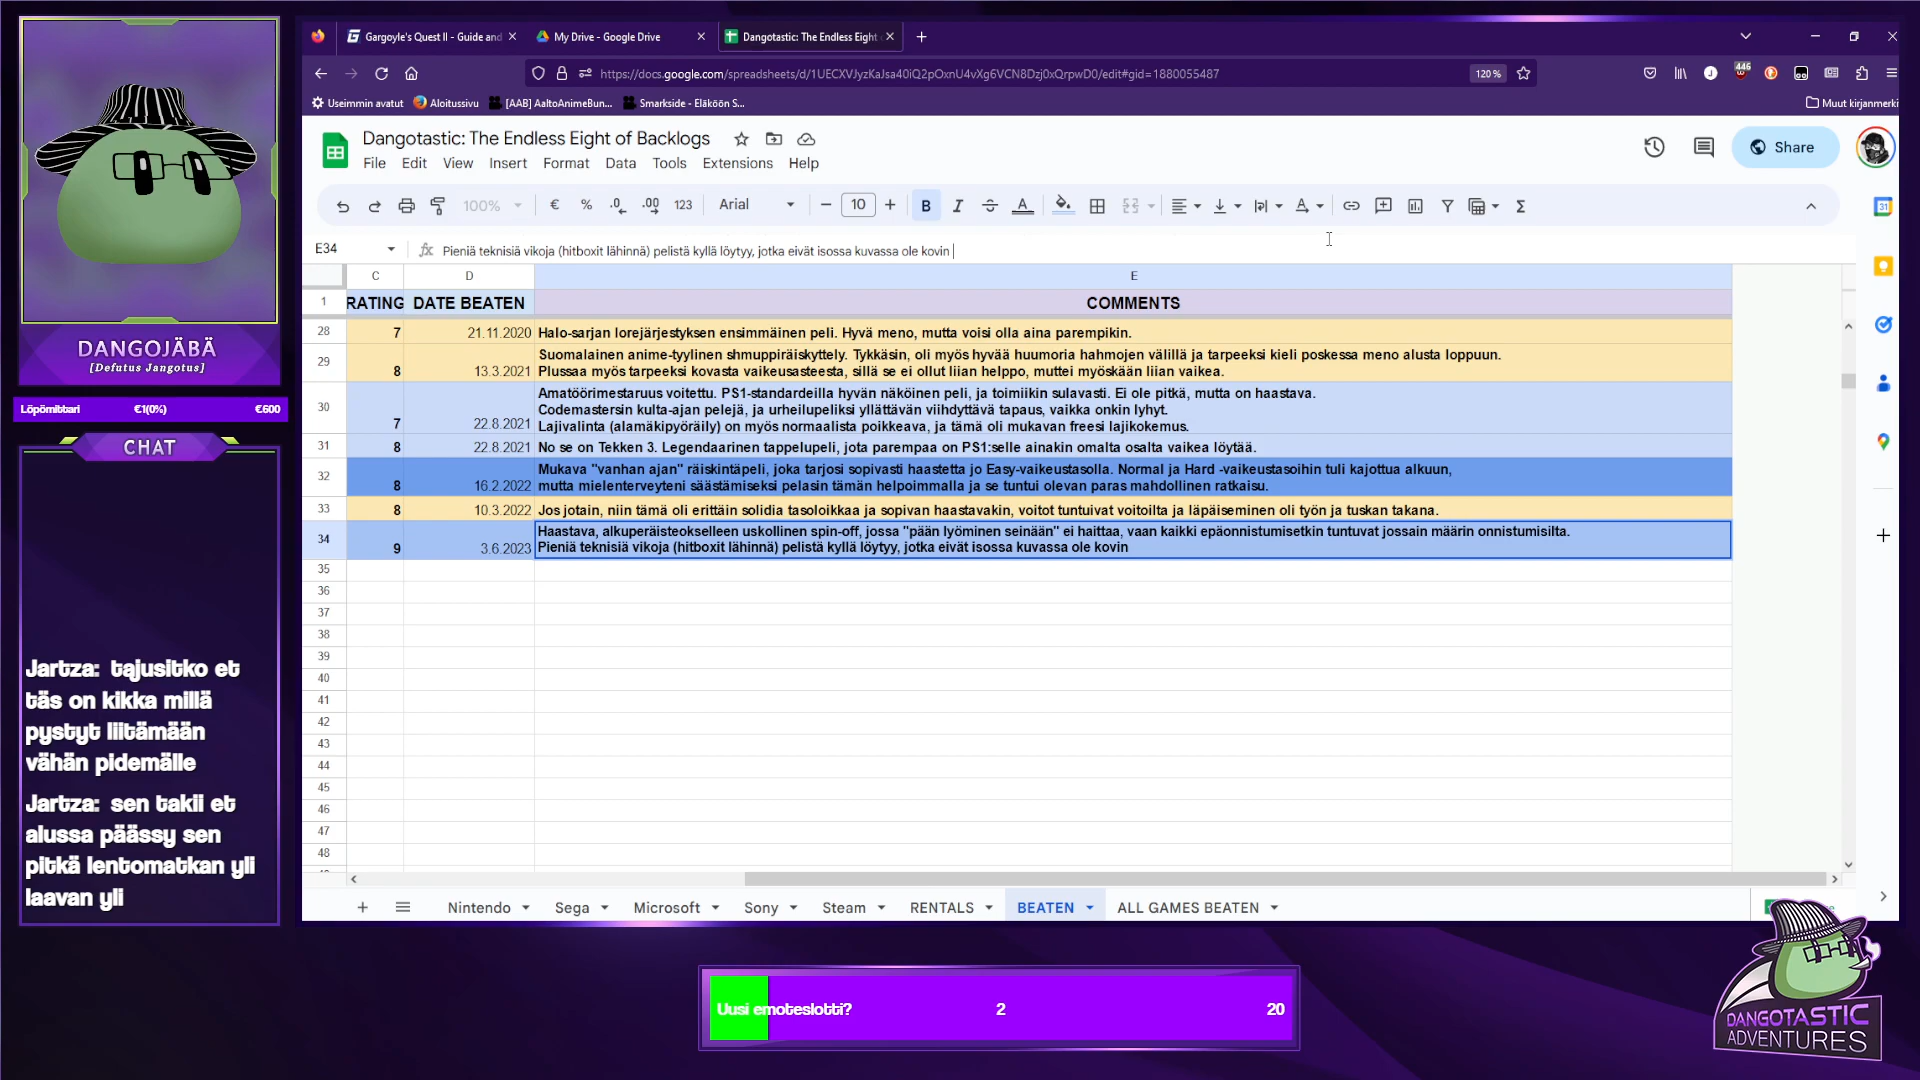 DANGOJÄBÄ
[Defutus Jangotus]
Löpömittari €1(0%) €600
CHAT
Jartza: tajusitko et
täs on kikka millä
pystyt liitämään
vähän pidemälle
Jartza: sen takii et
alussa päässy sen
pitkä lentomatkan yli
laavan yli
Gargoyle's Quest II - Guide and
My Drive - Google Drive
Dangotastic: The Endless Eight
https://docs.google.com/spreadsheets/d/1UECXVJyzKaJsa40iQ2pOxnU4vXg6VCN8Dzj0xQrpwD0/edit#gid=1880055487
120%
446
Useimmin avatut
Aloitussivu
[AAB] AaltoAnimeBun...
Smarkside - Eläköön S...
Muut kirjanmerki
Dangotastic: The Endless Eight of Backlogs
File Edit View Insert Format Data Tools Extensions Help
Share
100% € % .0 .00 123 Arial 10 B I A
31
E34
fx Pieniä teknisiä vikoja (hitboxit lähinnä) pelistä kyllä löytyy, jotka eivät isossa kuvassa ole kovin
C D E
1 RATING DATE BEATEN COMMENTS
28 7 21.11.2020 Halo-sarjan lorejärjestyksen ensimmäinen peli. Hyvä meno, mutta voisi olla aina parempikin.
29 8 13.3.2021 Suomalainen anime-tyylinen shmuppiräiskyttely. Tykkäsin, oli myös hyvää huumoria hahmojen välillä ja tarpeeksi kieli poskessa meno alusta loppuun.
Plussaa myös tarpeeksi kovasta vaikeusasteesta, sillä se ei ollut liian helppo, muttei myöskään liian vaikea.
30 7 22.8.2021 Amatöörimestaruus voitettu. PS1-standardeilla hyvän näköinen peli, ja toimiikin sulavasti. Ei ole pitkä, mutta on haastava.
Codemastersin kulta-ajan pelejä, ja urheilupeliksi yllättävän viihdyttävä tapaus, vaikka onkin lyhyt.
Lajivalinta (alamäkipyöräily) on myös normaalista poikkeava, ja tämä oli mukavan freesi lajikokemus.
31 8 22.8.2021 No se on Tekken 3. Legendaarinen tappelupeli, jota parempaa on PS1:selle ainakin omalta osalta vaikea löytää.
32 8 16.2.2022 Mukava "vanhan ajan" räiskintäpeli, joka tarjosi sopivasti haastetta jo Easy-vaikeustasolla. Normal ja Hard -vaikeustasoihin tuli kajottua alkuun,
mutta mielenterveyteni säästämiseksi pelasin tämän helpoimmalla ja se tuntui olevan paras mahdollinen ratkaisu.
33 8 10.3.2022 Jos jotain, niin tämä oli erittäin solidia tasoloikkaa ja sopivan haastavakin, voitot tuntuivat voitoilta ja läpäiseminen oli työn ja tuskan takana.
34 9 3.6.2023 Haastava, alkuperäisteokselleen uskollinen spin-off, jossa "pään lyöminen seinään" ei haittaa, vaan kaikki epäonnistumisetkin tuntuvat jossain määrin onnistumisilta.
Pieniä teknisiä vikoja (hitboxit lähinnä) pelistä kyllä löytyy, jotka eivät isossa kuvassa ole kovin
35
36
37
38
39
40
41
42
43
44
45
46
47
48
Nintendo Sega Microsoft Sony Steam RENTALS BEATEN ALL GAMES BEATEN
Uusi emoteslotti? 2 20
DANGOTASTIC
ADVENTURES